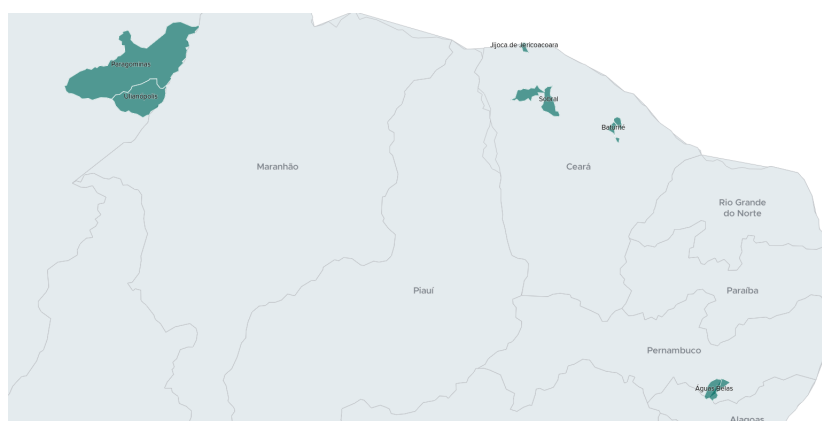 Jijoca de Jericoacoara
Paragominas
Ulianópolis
Sobral
Baturité
Maranhão
Ceará
Rio Grande
do Norte
Piauí
Paraíba
Pernambuco
Águas Belas
Alagoas